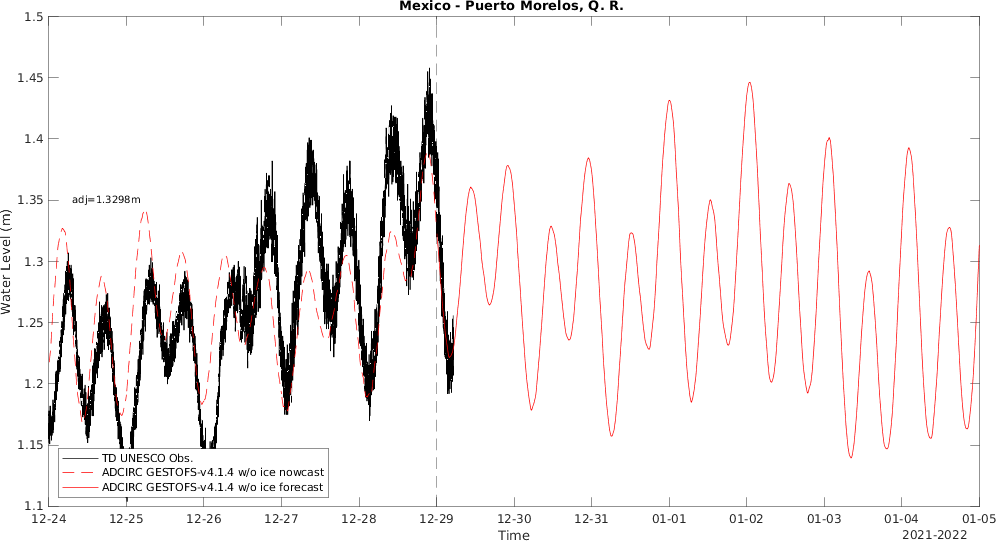 Mexico - Puerto Morelos, Q. R.
1.5
1.45
1.4
1.35
1.3
1.25
1.2
1.15
1.1
Water Level (m)
adj=1.3298m
TD UNESCO Obs.
ADCIRC GESTOFS-v4.1.4 w/o ice nowcast
ADCIRC GESTOFS-v4.1.4 w/o ice forecast
12-24 12-25 12-26 12-27 12-28 12-29 12-30 12-31 01-01 01-02 01-03 01-04 01-05
Time
2021-2022